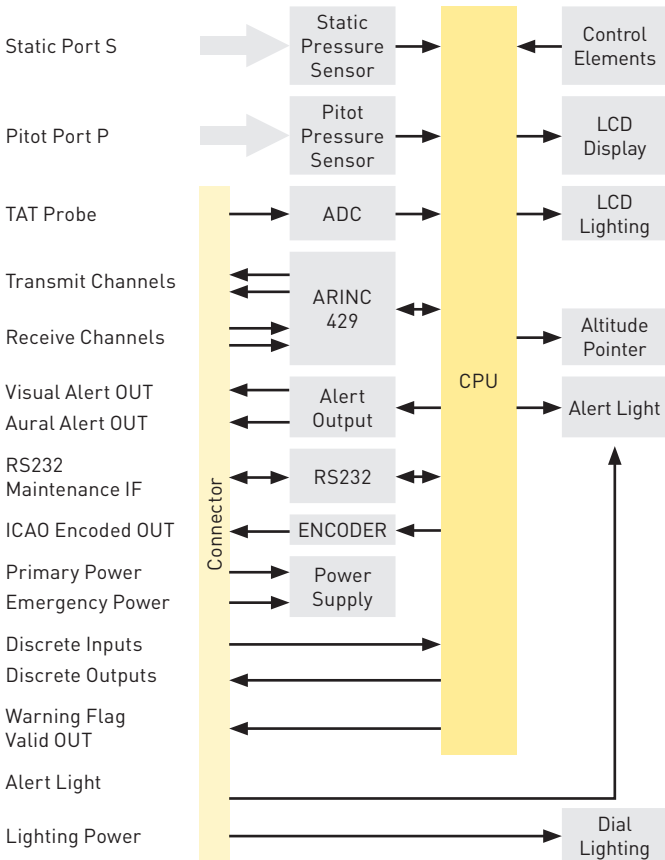 Static Port S
Static
Pressure
Sensor
Control
Elements
Pitot Port P
Pitot
Pressure
Sensor
LCD
Display
TAT Probe
ADC
LCD
Lighting
Transmit Channels
Receive Channels
ARINC
429
Altitude
Pointer
CPU
Visual Alert OUT
Aural Alert OUT
Alert
Output
Alert Light
RS232
Maintenance IF
RS232
Connector
ICAO Encoded OUT
ENCODER
Primary Power
Emergency Power
Power
Supply
Discrete Inputs
Discrete Outputs
Warning Flag
Valid OUT
Alert Light
Lighting Power
Dial
Lighting